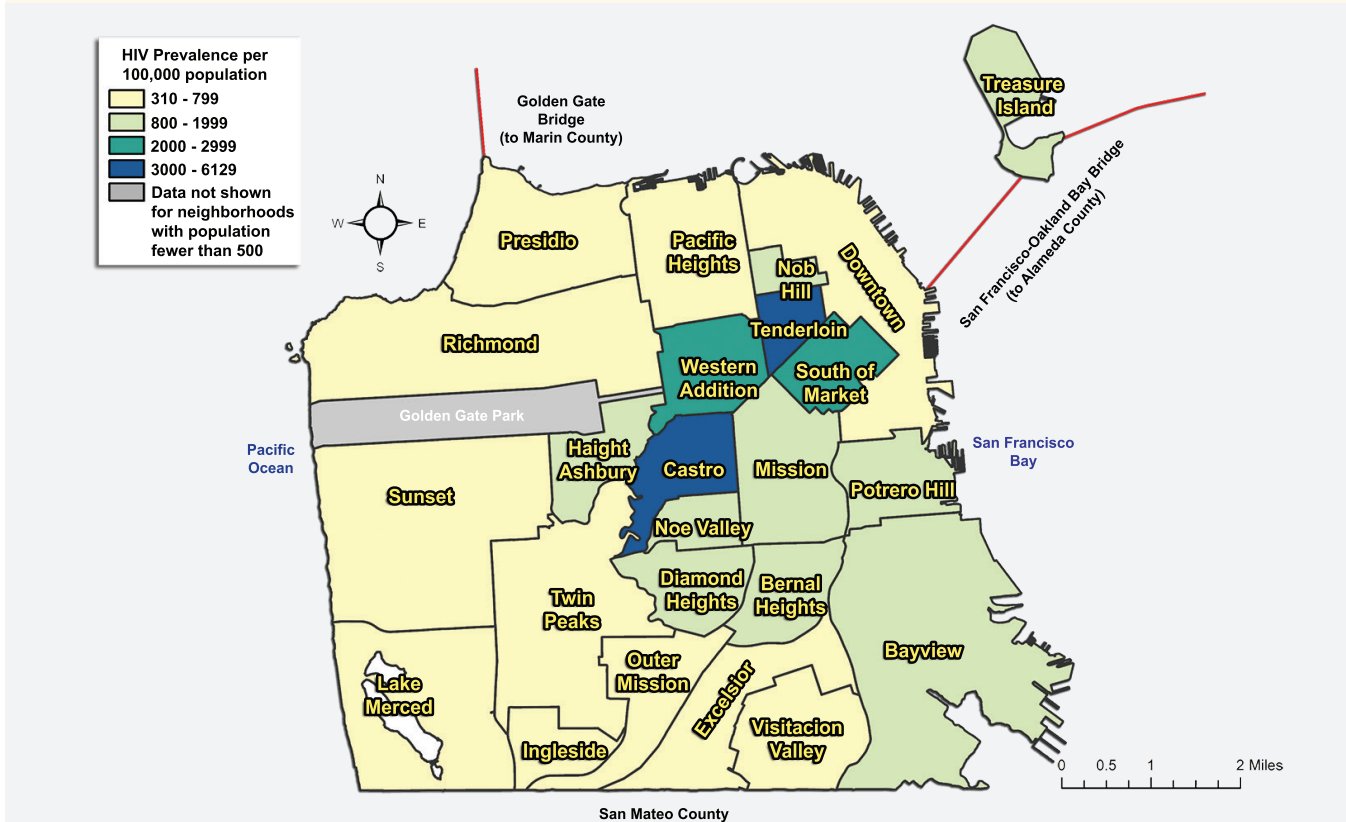 HIV Prevalence per
100,000 population
310 - 799
800 - 1999
2000 - 2999
3000 - 6129
Data not shown
for neighborhoods
with population
fewer than 500
N
W
E
S
Golden Gate
Bridge
(to Marin County)
Treasure
Island
San Francisco-Oakland Bay Bridge
(to Alameda County)
Presidio
Pacific
Heights
Nob
Hill
Downtown
Richmond
Tenderloin
Western
Addition
South of
Market
Golden Gate Park
Pacific
Ocean
Haight
Ashbury
Castro
Mission
San Francisco
Bay
Sunset
Potrero Hill
Noe Valley
Diamond
Heights
Bernal
Heights
Twin
Peaks
Bayview
Outer
Mission
Lake
Merced
Excelsior
Ingleside
Visitacion
Valley
0 0.5 1 2 Miles
San Mateo County